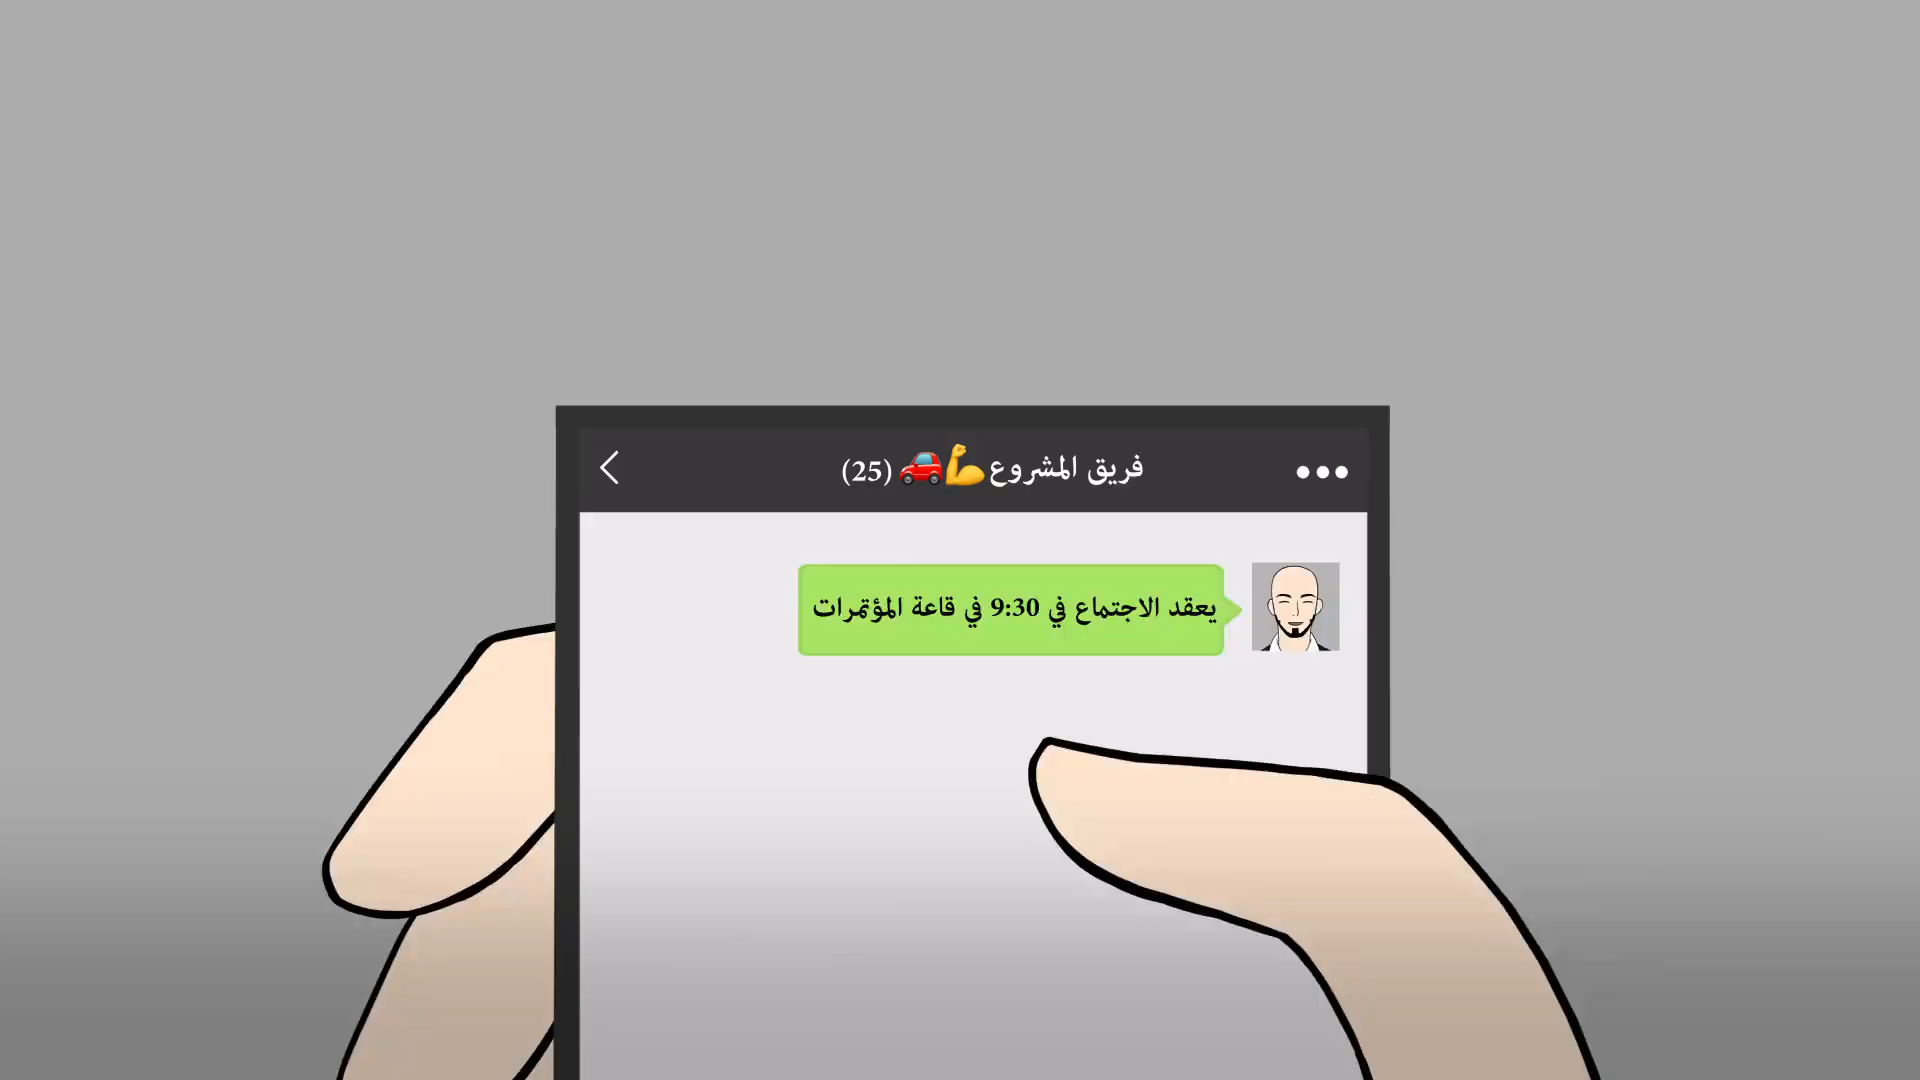 فريق المشروع💪🚗 (25)
يعقد الاجتماع في 9:30 في قاعة المؤتمرات